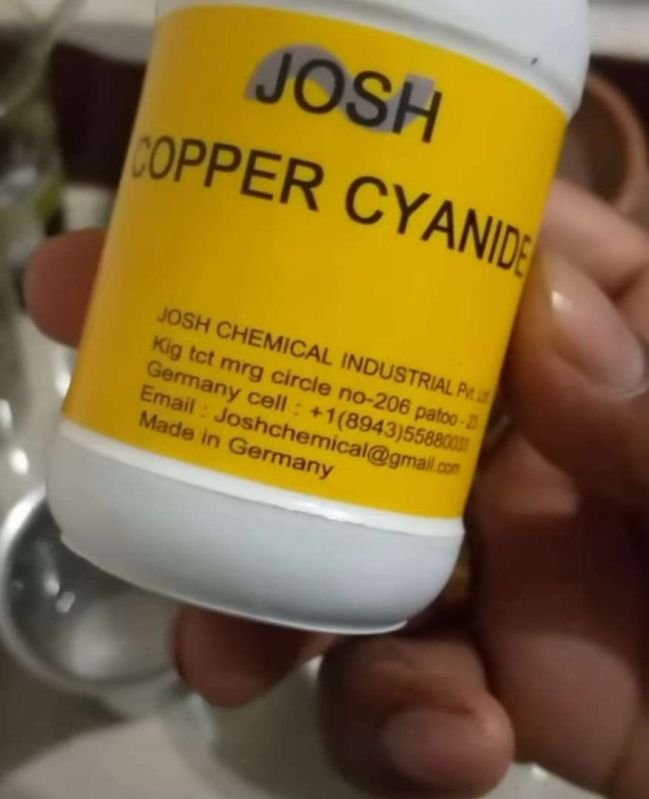 JOSH
COPPER CYANIDE
JOSH CHEMICAL INDUSTRIAL Pvt.
Kig tct mrg circle no-206 patoo -
Germany cell : +1(8943)55880033
Email : Joshchemical@gmail.com
Made in Germany